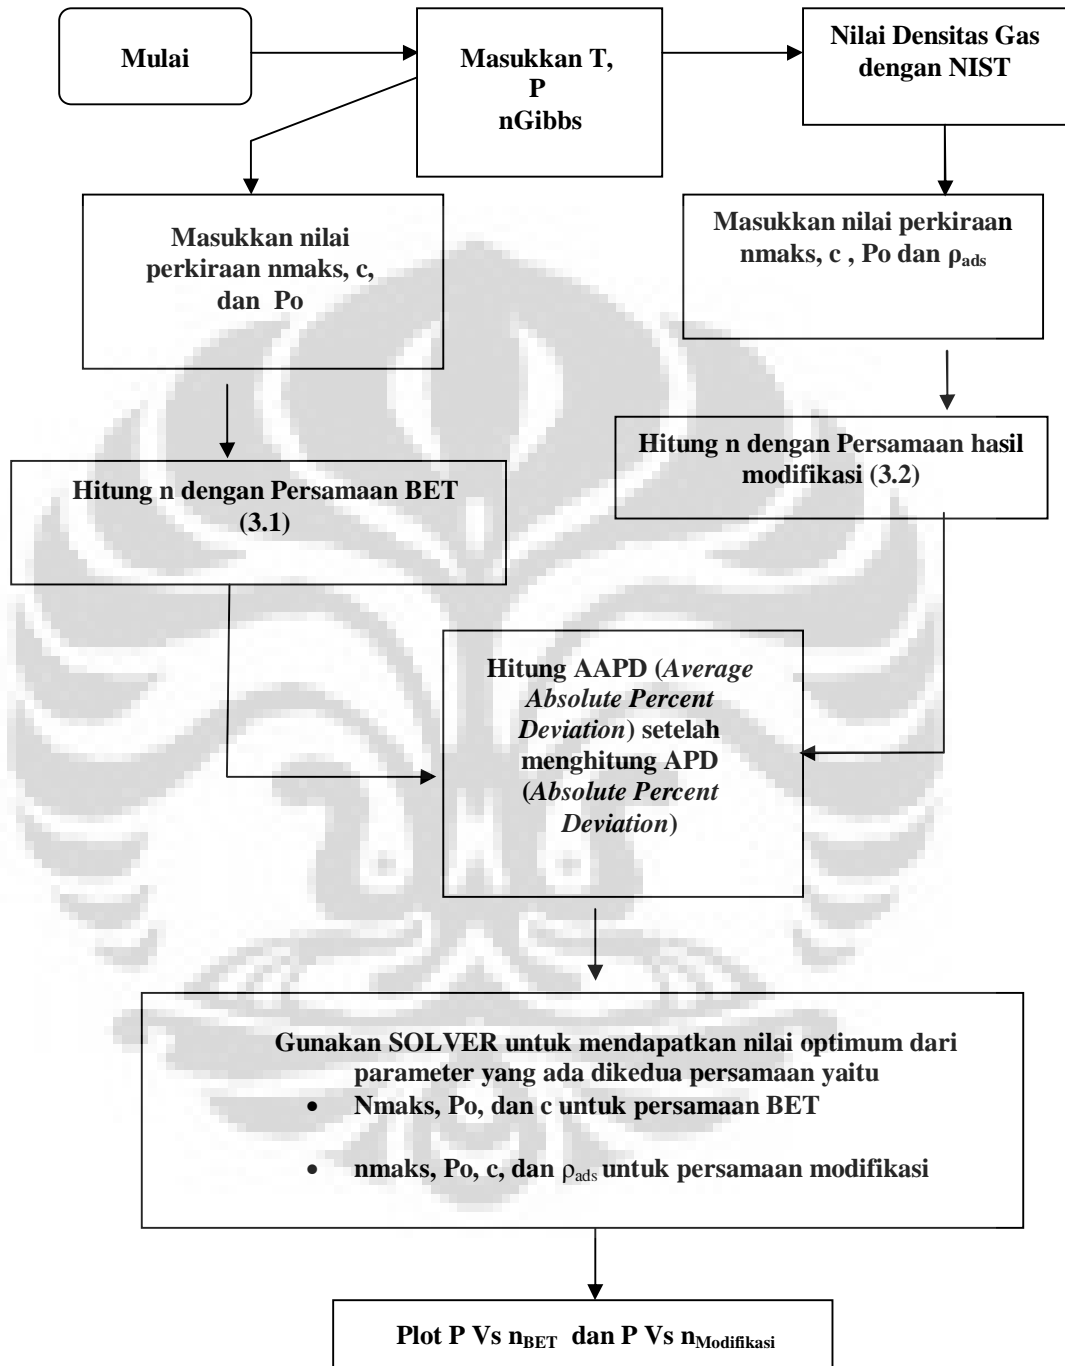 Mulai
Masukkan T,
P
nGibbs
Nilai Densitas Gas
dengan NIST
Masukkan nilai
perkiraan nmaks, c,
dan Po
Masukkan nilai perkiraan
nmaks, c , Po dan ρads
Hitung n dengan Persamaan BET
(3.1)
Hitung n dengan Persamaan hasil
modifikasi (3.2)
Hitung AAPD (Average
Absolute Percent
Deviation) setelah
menghitung APD
(Absolute Percent
Deviation)
Gunakan SOLVER untuk mendapatkan nilai optimum dari
parameter yang ada dikedua persamaan yaitu
• Nmaks, Po, dan c untuk persamaan BET
• nmaks, Po, c, dan ρads untuk persamaan modifikasi
Plot P Vs nBET dan P Vs nModifikasi